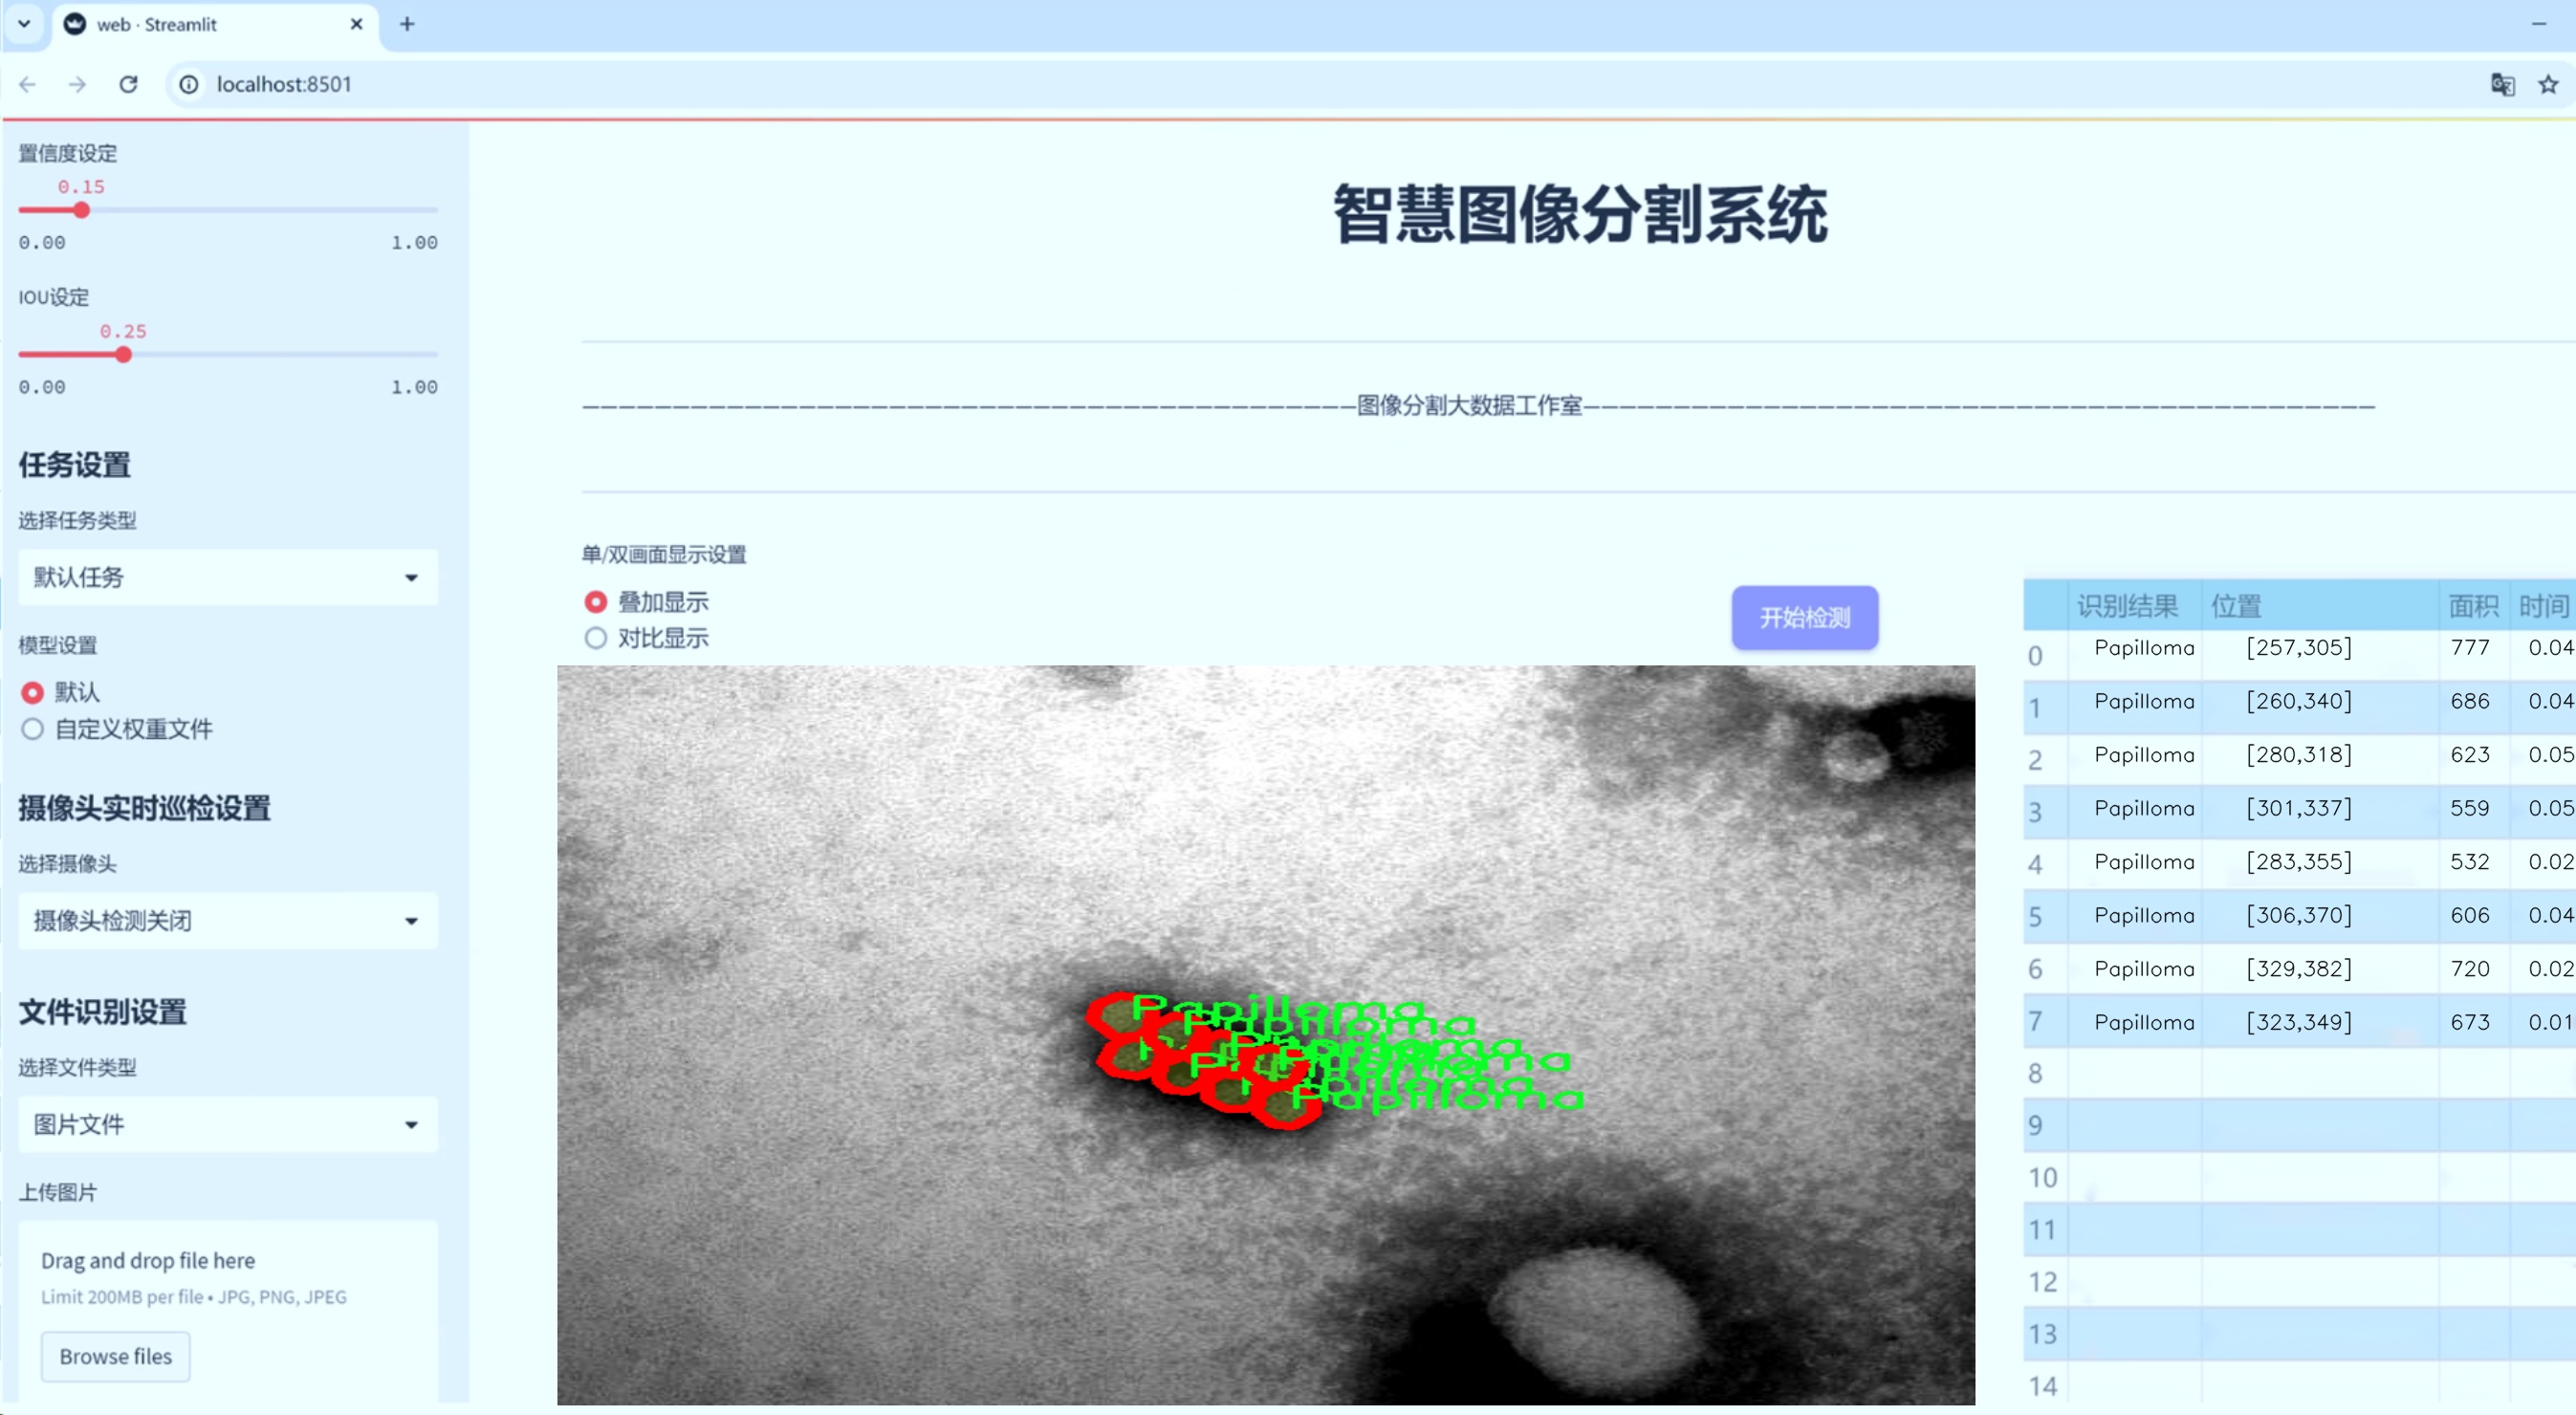 web · Streamlit
localhost:8501
置信度设定
0.15
0.00 1.00
IOU设定
0.25
0.00 1.00
任务设置
选择任务类型
默认任务
模型设置
默认
自定义权重文件
摄像头实时巡检设置
选择摄像头
摄像头检测关闭
文件识别设置
选择文件类型
图片文件
上传图片
Drag and drop file here
Limit 200MB per file • JPG, PNG, JPEG
Browse files
智慧图像分割系统
图像分割大数据工作室
单/双画面显示设置
叠加显示
对比显示
开始检测
Papilloma
Papilloma
Papilloma
识别结果 位置 面积 时间
0 Papilloma [257,305] 777 0.04
1 Papilloma [260,340] 686 0.04
2 Papilloma [280,318] 623 0.05
3 Papilloma [301,337] 559 0.05
4 Papilloma [283,355] 532 0.02
5 Papilloma [306,370] 606 0.04
6 Papilloma [329,382] 720 0.02
7 Papilloma [323,349] 673 0.01
8
9
10
11
12
13
14